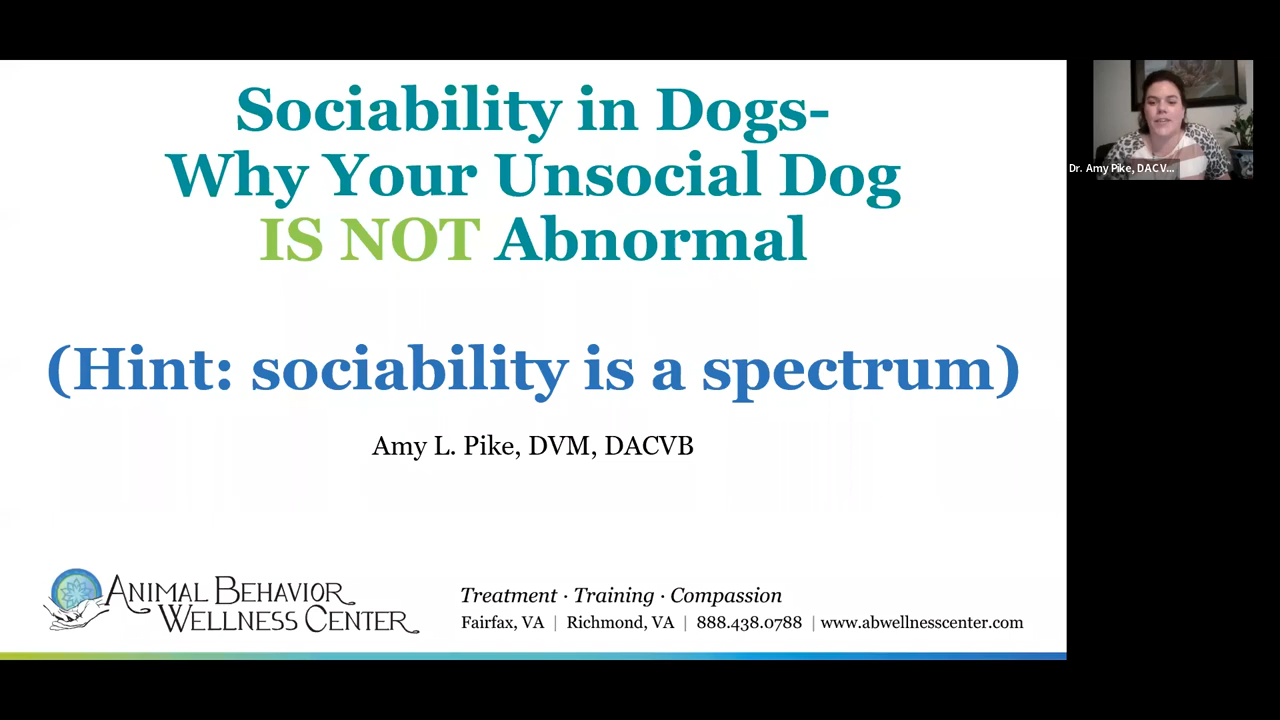 Sociability in Dogs-
Why Your Unsocial Dog
IS NOT Abnormal
(Hint: sociability is a spectrum)
Amy L. Pike, DVM, DACVB
ANIMAL BEHAVIOR
WELLNESS CENTER
Treatment · Training · Compassion
Fairfax, VA | Richmond, VA | 888.438.0788 | www.abwellnesscenter.com
Dr. Amy Pike, DACV...